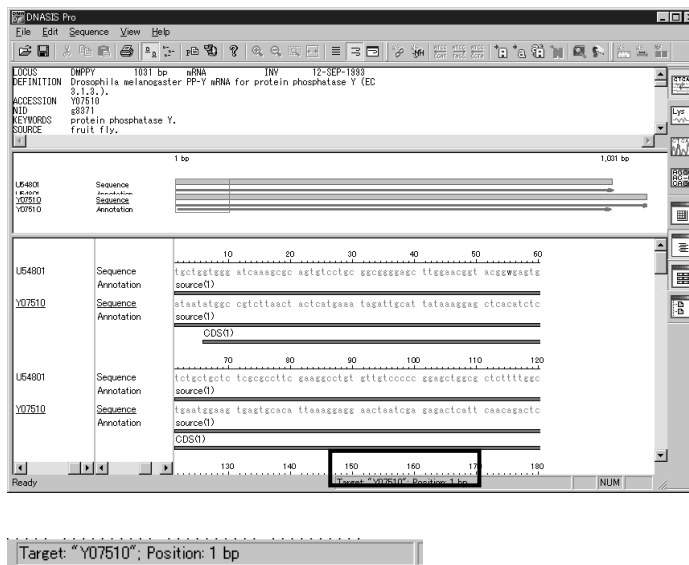 DNASIS Pro
File Edit Sequence View Help
LOCUS DMPPY 1031 bp mRNA INV 12-SEP-1993
DEFINITION Drosophila melanogaster PP-Y mRNA for protein phosphatase Y (EC
3.1.3.).
ACCESSION Y07510
NID g8371
KEYWORDS protein phosphatase Y.
SOURCE fruit fly.
1 bp 1,031 bp
U54801 Sequence
U54801 Annotation
Y07510 Sequence
Y07510 Annotation
10 20 30 40 50 60
U54801 Sequence tgctggtggg atcaaagcgc agtgtcctgc ggcggggagc ttggaacggt acggwgagtg
Annotation source(1)
Y07510 Sequence ataatatggc cgtcttaact actcatgaaa tagattgcat tataaaggag ctcacatctc
Annotation source(1)
CDS(1)
70 80 90 100 110 120
U54801 Sequence tctgctgctc tcgcgccttc gaaggcctgt gttgtccccc ggagctggcg ctcttttggc
Annotation source(1)
Y07510 Sequence tgaatggaag tgagtgcaca ttaaaggagg aactaatcga gagactcatt caacagactc
Annotation source(1)
CDS(1)
130 140 150 160 170 180
Ready Target: "Y07510"; Position: 1 bp NUM
Target: "Y07510"; Position: 1 bp